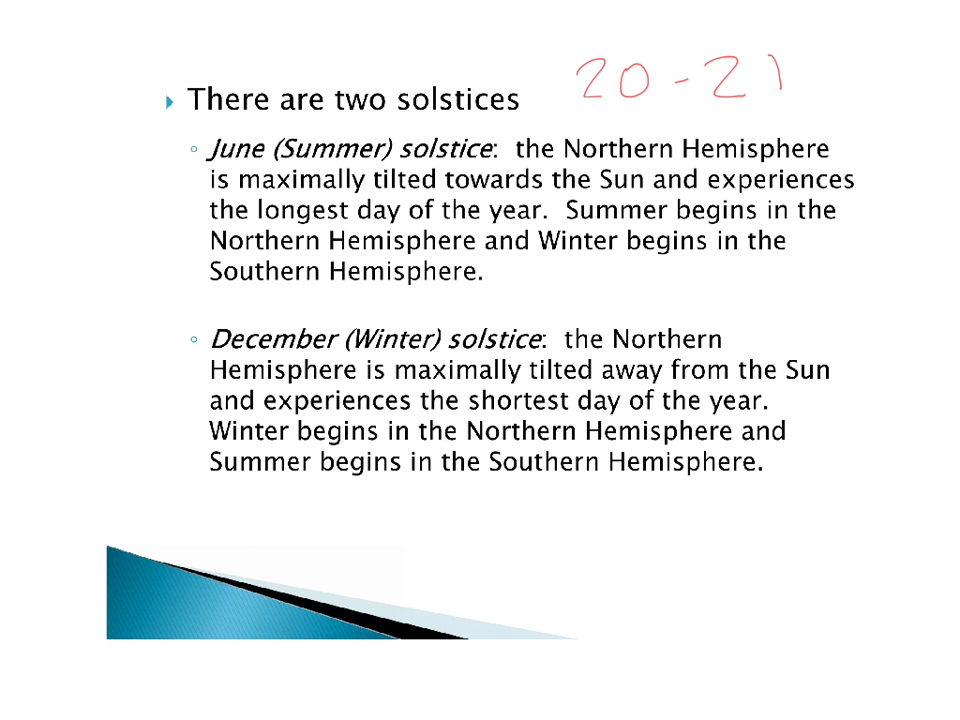 20-21
There are two solstices
June (Summer) solstice: the Northern Hemisphere
is maximally tilted towards the Sun and experiences
the longest day of the year. Summer begins in the
Northern Hemisphere and Winter begins in the
Southern Hemisphere.
December (Winter) solstice: the Northern
Hemisphere is maximally tilted away from the Sun
and experiences the shortest day of the year.
Winter begins in the Northern Hemisphere and
Summer begins in the Southern Hemisphere.